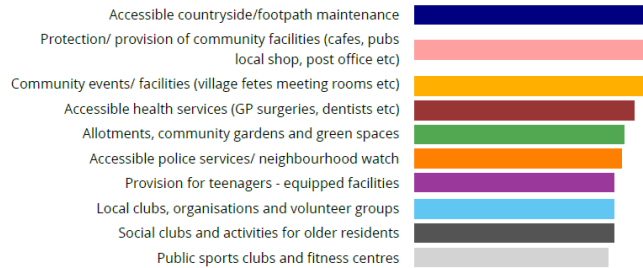 Accessible countryside/footpath maintenance
Protection/ provision of community facilities (cafes, pubs
local shop, post office etc)
Community events/ facilities (village fetes meeting rooms etc)
Accessible health services (GP surgeries, dentists etc)
Allotments, community gardens and green spaces
Accessible police services/ neighbourhood watch
Provision for teenagers - equipped facilities
Local clubs, organisations and volunteer groups
Social clubs and activities for older residents
Public sports clubs and fitness centres